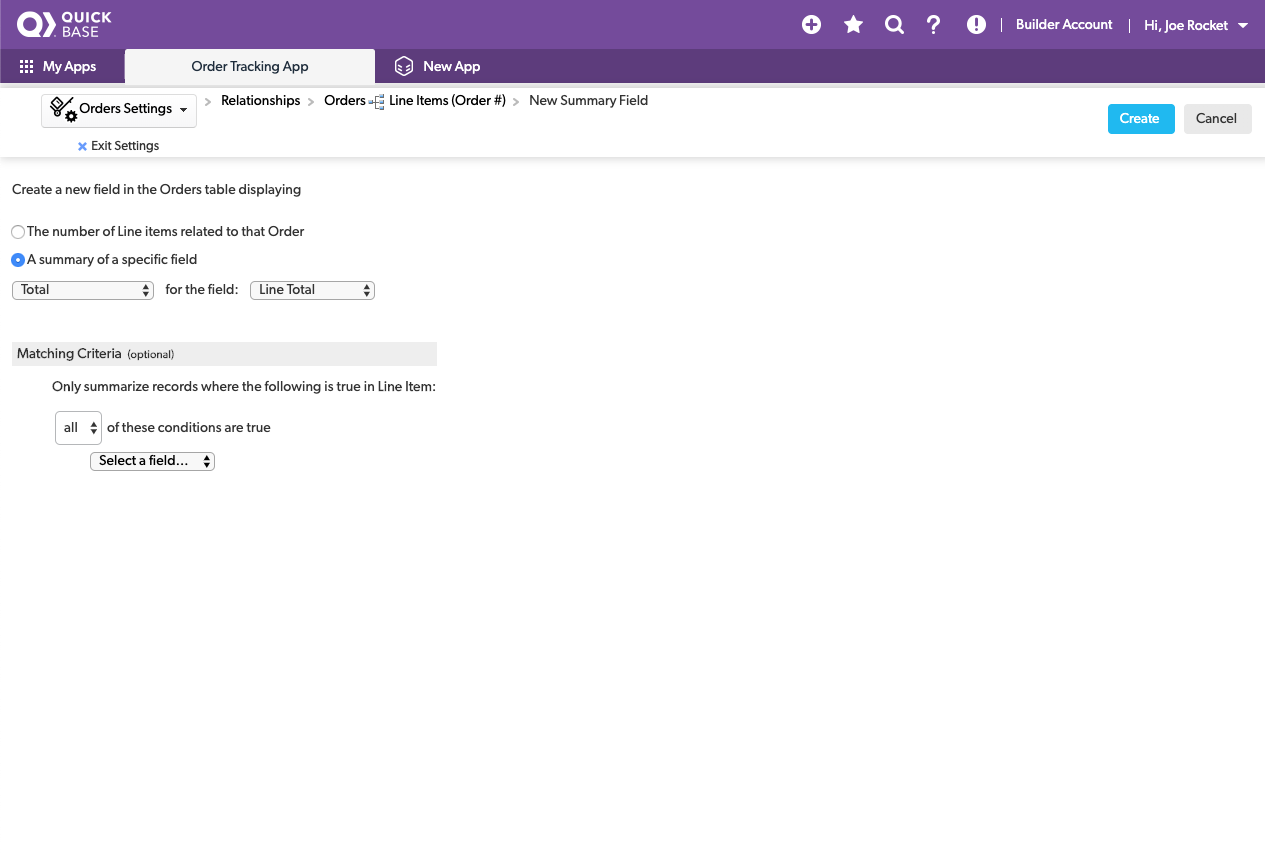 QUICK
BASE
Builder Account
Hi, Joe Rocket
My Apps
Order Tracking App
New App
Orders Settings
Relationships
Orders
Line Items (Order #)
New Summary Field
Create
Cancel
Exit Settings
Create a new field in the Orders table displaying
The number of Line items related to that Order
A summary of a specific field
Total for the field: Line Total
Matching Criteria (optional)
Only summarize records where the following is true in Line Item:
all of these conditions are true
Select a field...